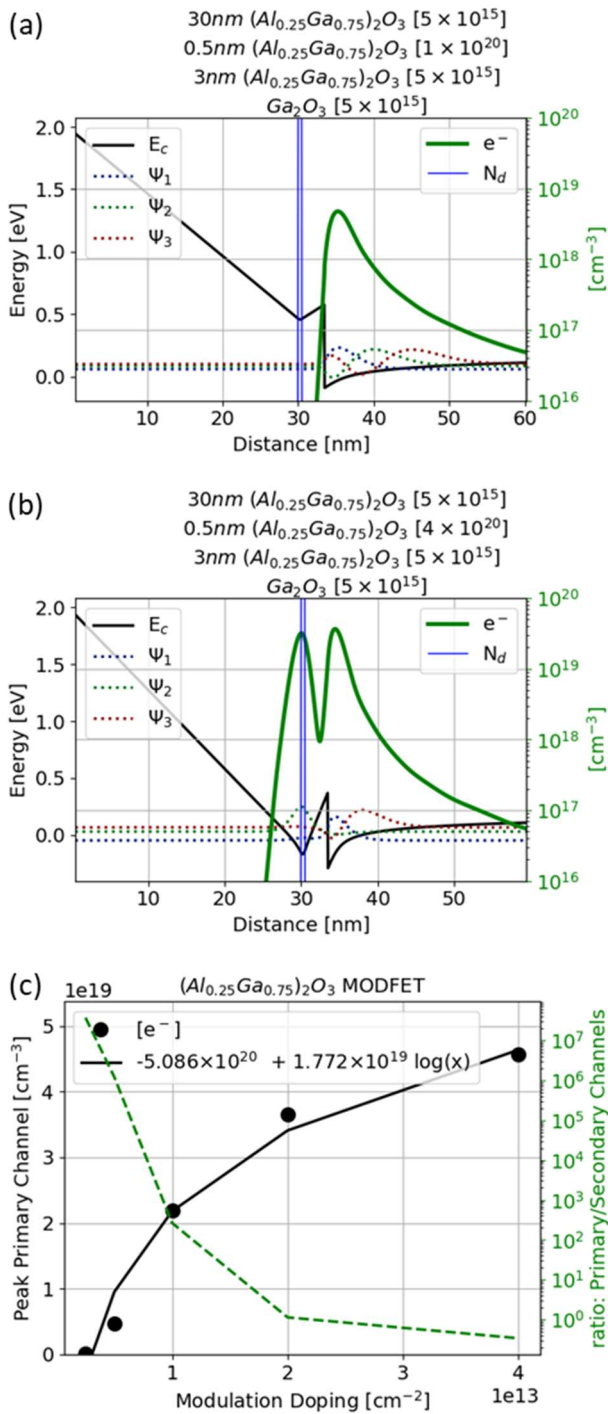 (a)
30nm (Al0.25Ga0.75)2O3 [5 × 10^15]
0.5nm (Al0.25Ga0.75)2O3 [1 × 10^20]
3nm (Al0.25Ga0.75)2O3 [5 × 10^15]
Ga2O3 [5 × 10^15]
Ec
Ψ1
Ψ2
Ψ3
e−
Nd
Energy [eV]
2.0
1.5
1.0
0.5
0.0
10^20
10^19
10^18
10^17
10^16
[cm−3]
10 20 30 40 50 60
Distance [nm]
(b)
30nm (Al0.25Ga0.75)2O3 [5 × 10^15]
0.5nm (Al0.25Ga0.75)2O3 [4 × 10^20]
3nm (Al0.25Ga0.75)2O3 [5 × 10^15]
Ga2O3 [5 × 10^15]
Ec
Ψ1
Ψ2
Ψ3
e−
Nd
Energy [eV]
2.0
1.5
1.0
0.5
0.0
10^20
10^19
10^18
10^17
10^16
[cm−3]
10 20 30 40 50
Distance [nm]
(c)
1e19
(Al0.25Ga0.75)2O3 MODFET
[e−]
-5.086×10^20 + 1.772×10^19 log(x)
Peak Primary Channel [cm−3]
5
4
3
2
1
0
10^7
10^6
10^5
10^4
10^3
10^2
10^1
10^0
ratio: Primary/Secondary Channels
1 2 3 4
1e13
Modulation Doping [cm−2]